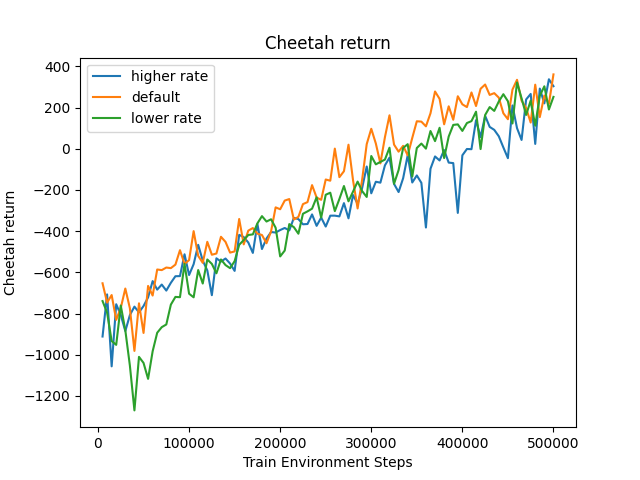 Cheetah return
higher rate
default
lower rate
400
200
0
−200
−400
−600
−800
−1000
−1200
Cheetah return
0 100000 200000 300000 400000 500000
Train Environment Steps